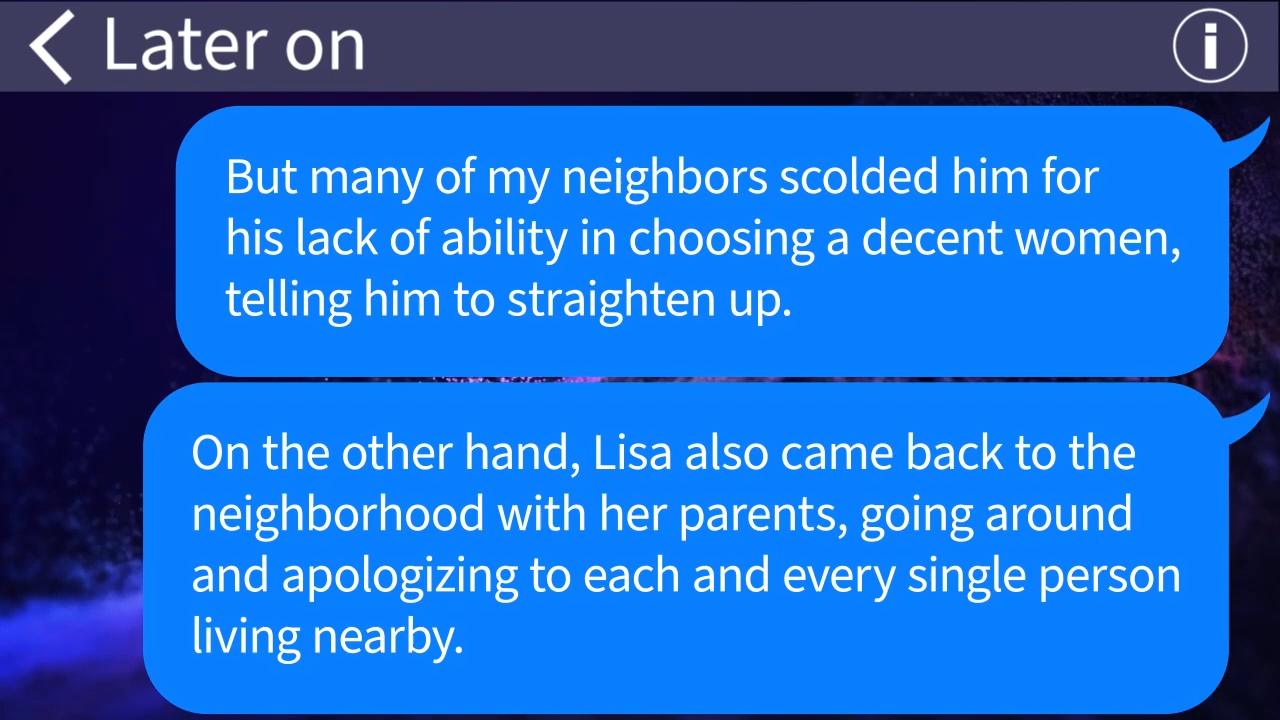 Later on
But many of my neighbors scolded him for
his lack of ability in choosing a decent women,
telling him to straighten up.
On the other hand, Lisa also came back to the
neighborhood with her parents, going around
and apologizing to each and every single person
living nearby.